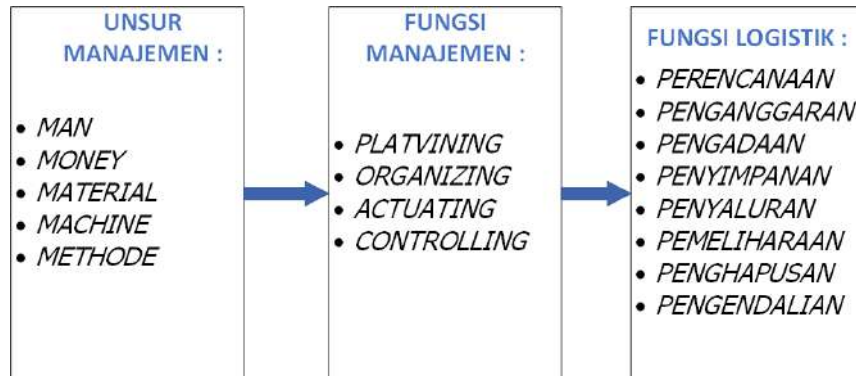 UNSUR
MANAJEMEN :
• MAN
• MONEY
• MATERIAL
• MACHINE
• METHODE
FUNGSI
MANAJEMEN :
• PLATVINING
• ORGANIZING
• ACTUATING
• CONTROLLING
FUNGSI LOGISTIK :
• PERENCANAAN
• PENGANGGARAN
• PENGADAAN
• PENYIMPANAN
• PENYALURAN
• PEMELIHARAAN
• PENGHAPUSAN
• PENGENDALIAN